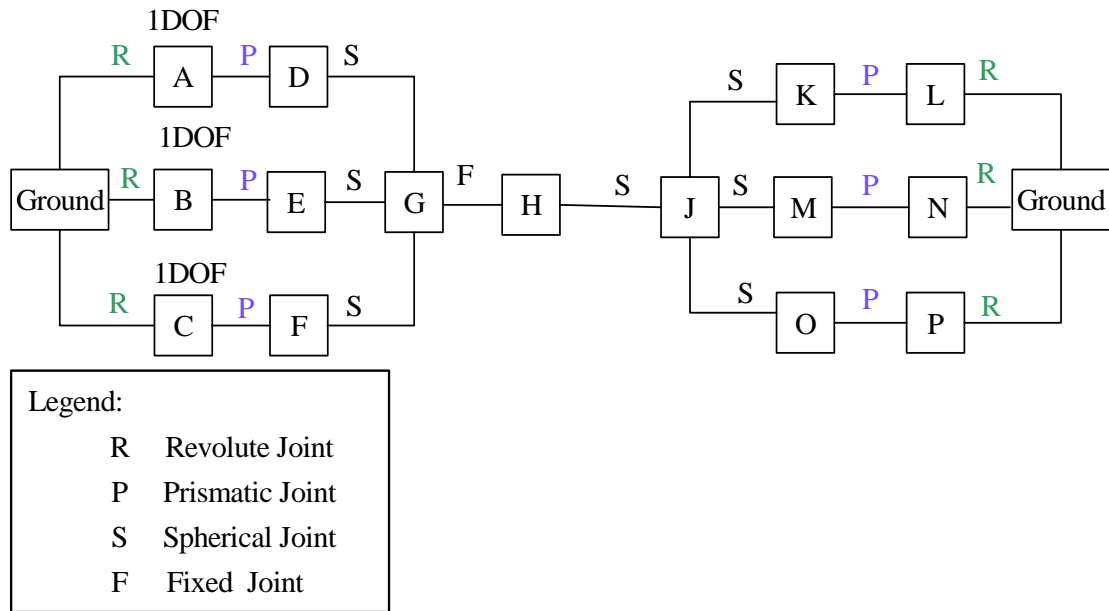 1DOF
R A P D S
1DOF
Ground R B P E S G F H S J
1DOF
R C P F S
S K P L R
S M P N R Ground
S O P P R
Legend:
R Revolute Joint
P Prismatic Joint
S Spherical Joint
F Fixed Joint